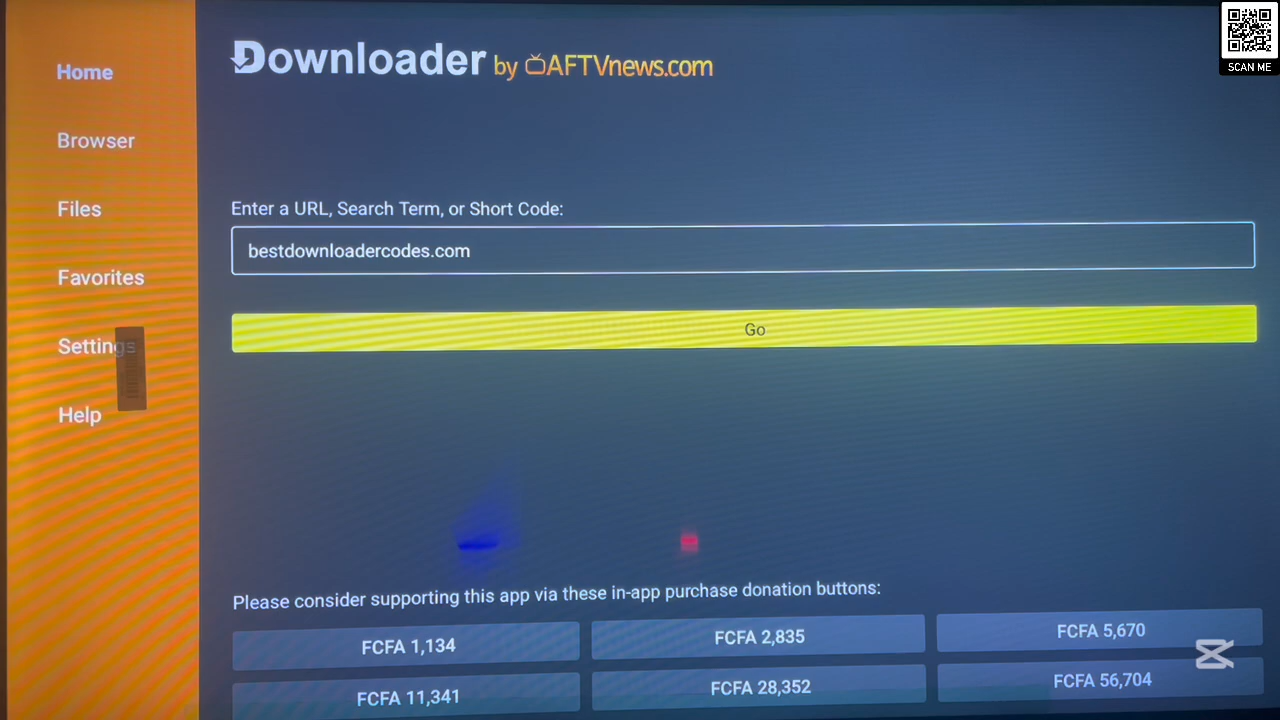 SCAN ME
Downloader by AFTVnews.com
Home
Browser
Files
Favorites
Settings
Help
Enter a URL, Search Term, or Short Code:
bestdownloadercodes.com
Go
Please consider supporting this app via these in-app purchase donation buttons:
FCFA 1,134
FCFA 2,835
FCFA 5,670
FCFA 11,341
FCFA 28,352
FCFA 56,704